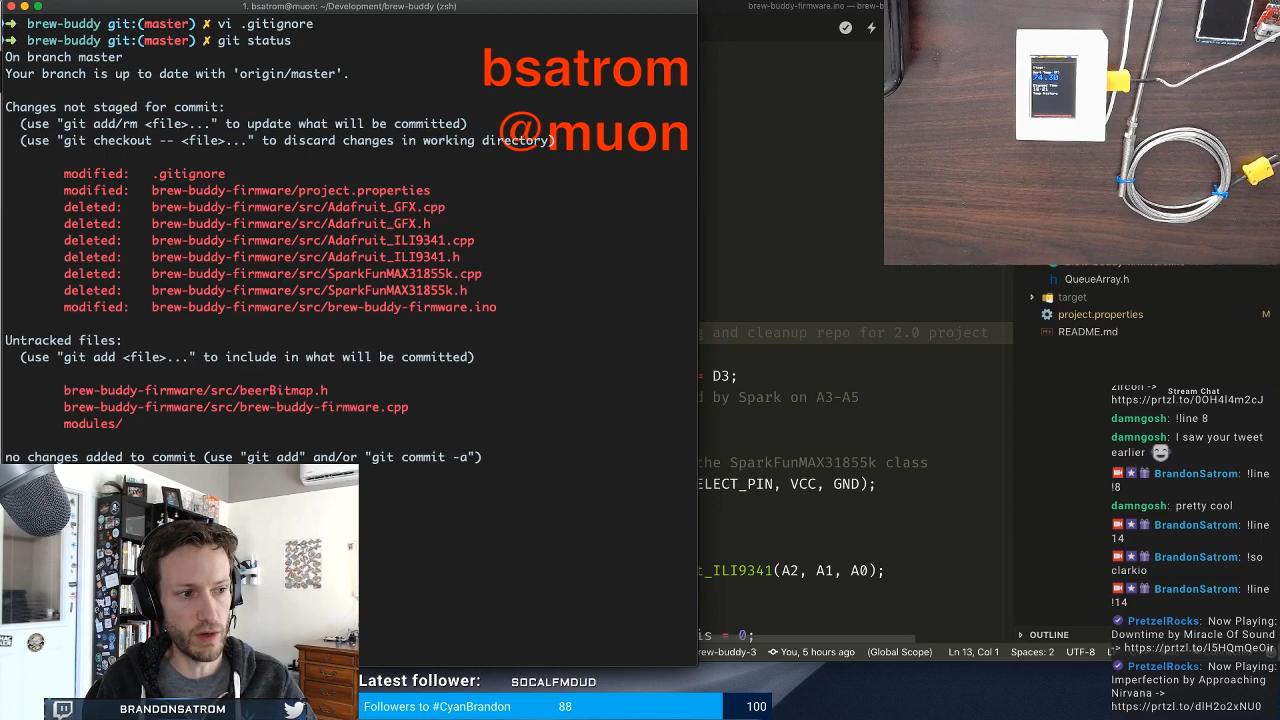 1. bsatrom@muon: ~/Development/brew-buddy (zsh)
➜ brew-buddy git:(master) ✗ vi .gitignore
➜ brew-buddy git:(master) ✗ git status
On branch master
Your branch is up to date with 'origin/master'.
Changes not staged for commit:
(use "git add/rm <file>..." to update what will be committed)
(use "git checkout -- <file>..." to discard changes in working directory)
modified: .gitignore
modified: brew-buddy-firmware/project.properties
deleted: brew-buddy-firmware/src/Adafruit_GFX.cpp
deleted: brew-buddy-firmware/src/Adafruit_GFX.h
deleted: brew-buddy-firmware/src/Adafruit_ILI9341.cpp
deleted: brew-buddy-firmware/src/Adafruit_ILI9341.h
deleted: brew-buddy-firmware/src/SparkFunMAX31855k.cpp
deleted: brew-buddy-firmware/src/SparkFunMAX31855k.h
modified: brew-buddy-firmware/src/brew-buddy-firmware.ino
Untracked files:
(use "git add <file>..." to include in what will be committed)
brew-buddy-firmware/src/beerBitmap.h
brew-buddy-firmware/src/brew-buddy-firmware.cpp
modules/
no changes added to commit (use "git add" and/or "git commit -a")
bsatrom
@muon
brew-buddy-firmware.ino — brew-b
74.30
g and cleanup repo for 2.0 project
= D3;
d by Spark on A3-A5
the SparkFunMAX31855k class
ELECT_PIN, VCC, GND);
t_ILI9341(A2, A1, A0);
is = 0;
QueueArray.h
target
project.properties M
README.md
OUTLINE
buddy-3 You, 5 hours ago (Global Scope) Ln 13, Col 1 Spaces: 2 UTF-8
Stream Chat
zircon ->
https://prtzl.to/0OH4l4m2cJ
damngosh: !line 8
damngosh: I saw your tweet
earlier
BrandonSatrom: !line
!8
damngosh: pretty cool
BrandonSatrom: !line
14
BrandonSatrom: !so
clarkio
BrandonSatrom: !line
!14
PretzelRocks: Now Playing:
Downtime by Miracle Of Sound
-> https://prtzl.to/I5HQmQeOir
PretzelRocks: Now Playing:
Imperfection by Approaching
Nirvana ->
https://prtzl.to/dlH2o2xNU0
BRANDONSATROM
Latest follower: SOCALFMDUD
Followers to #CyanBrandon 88 100